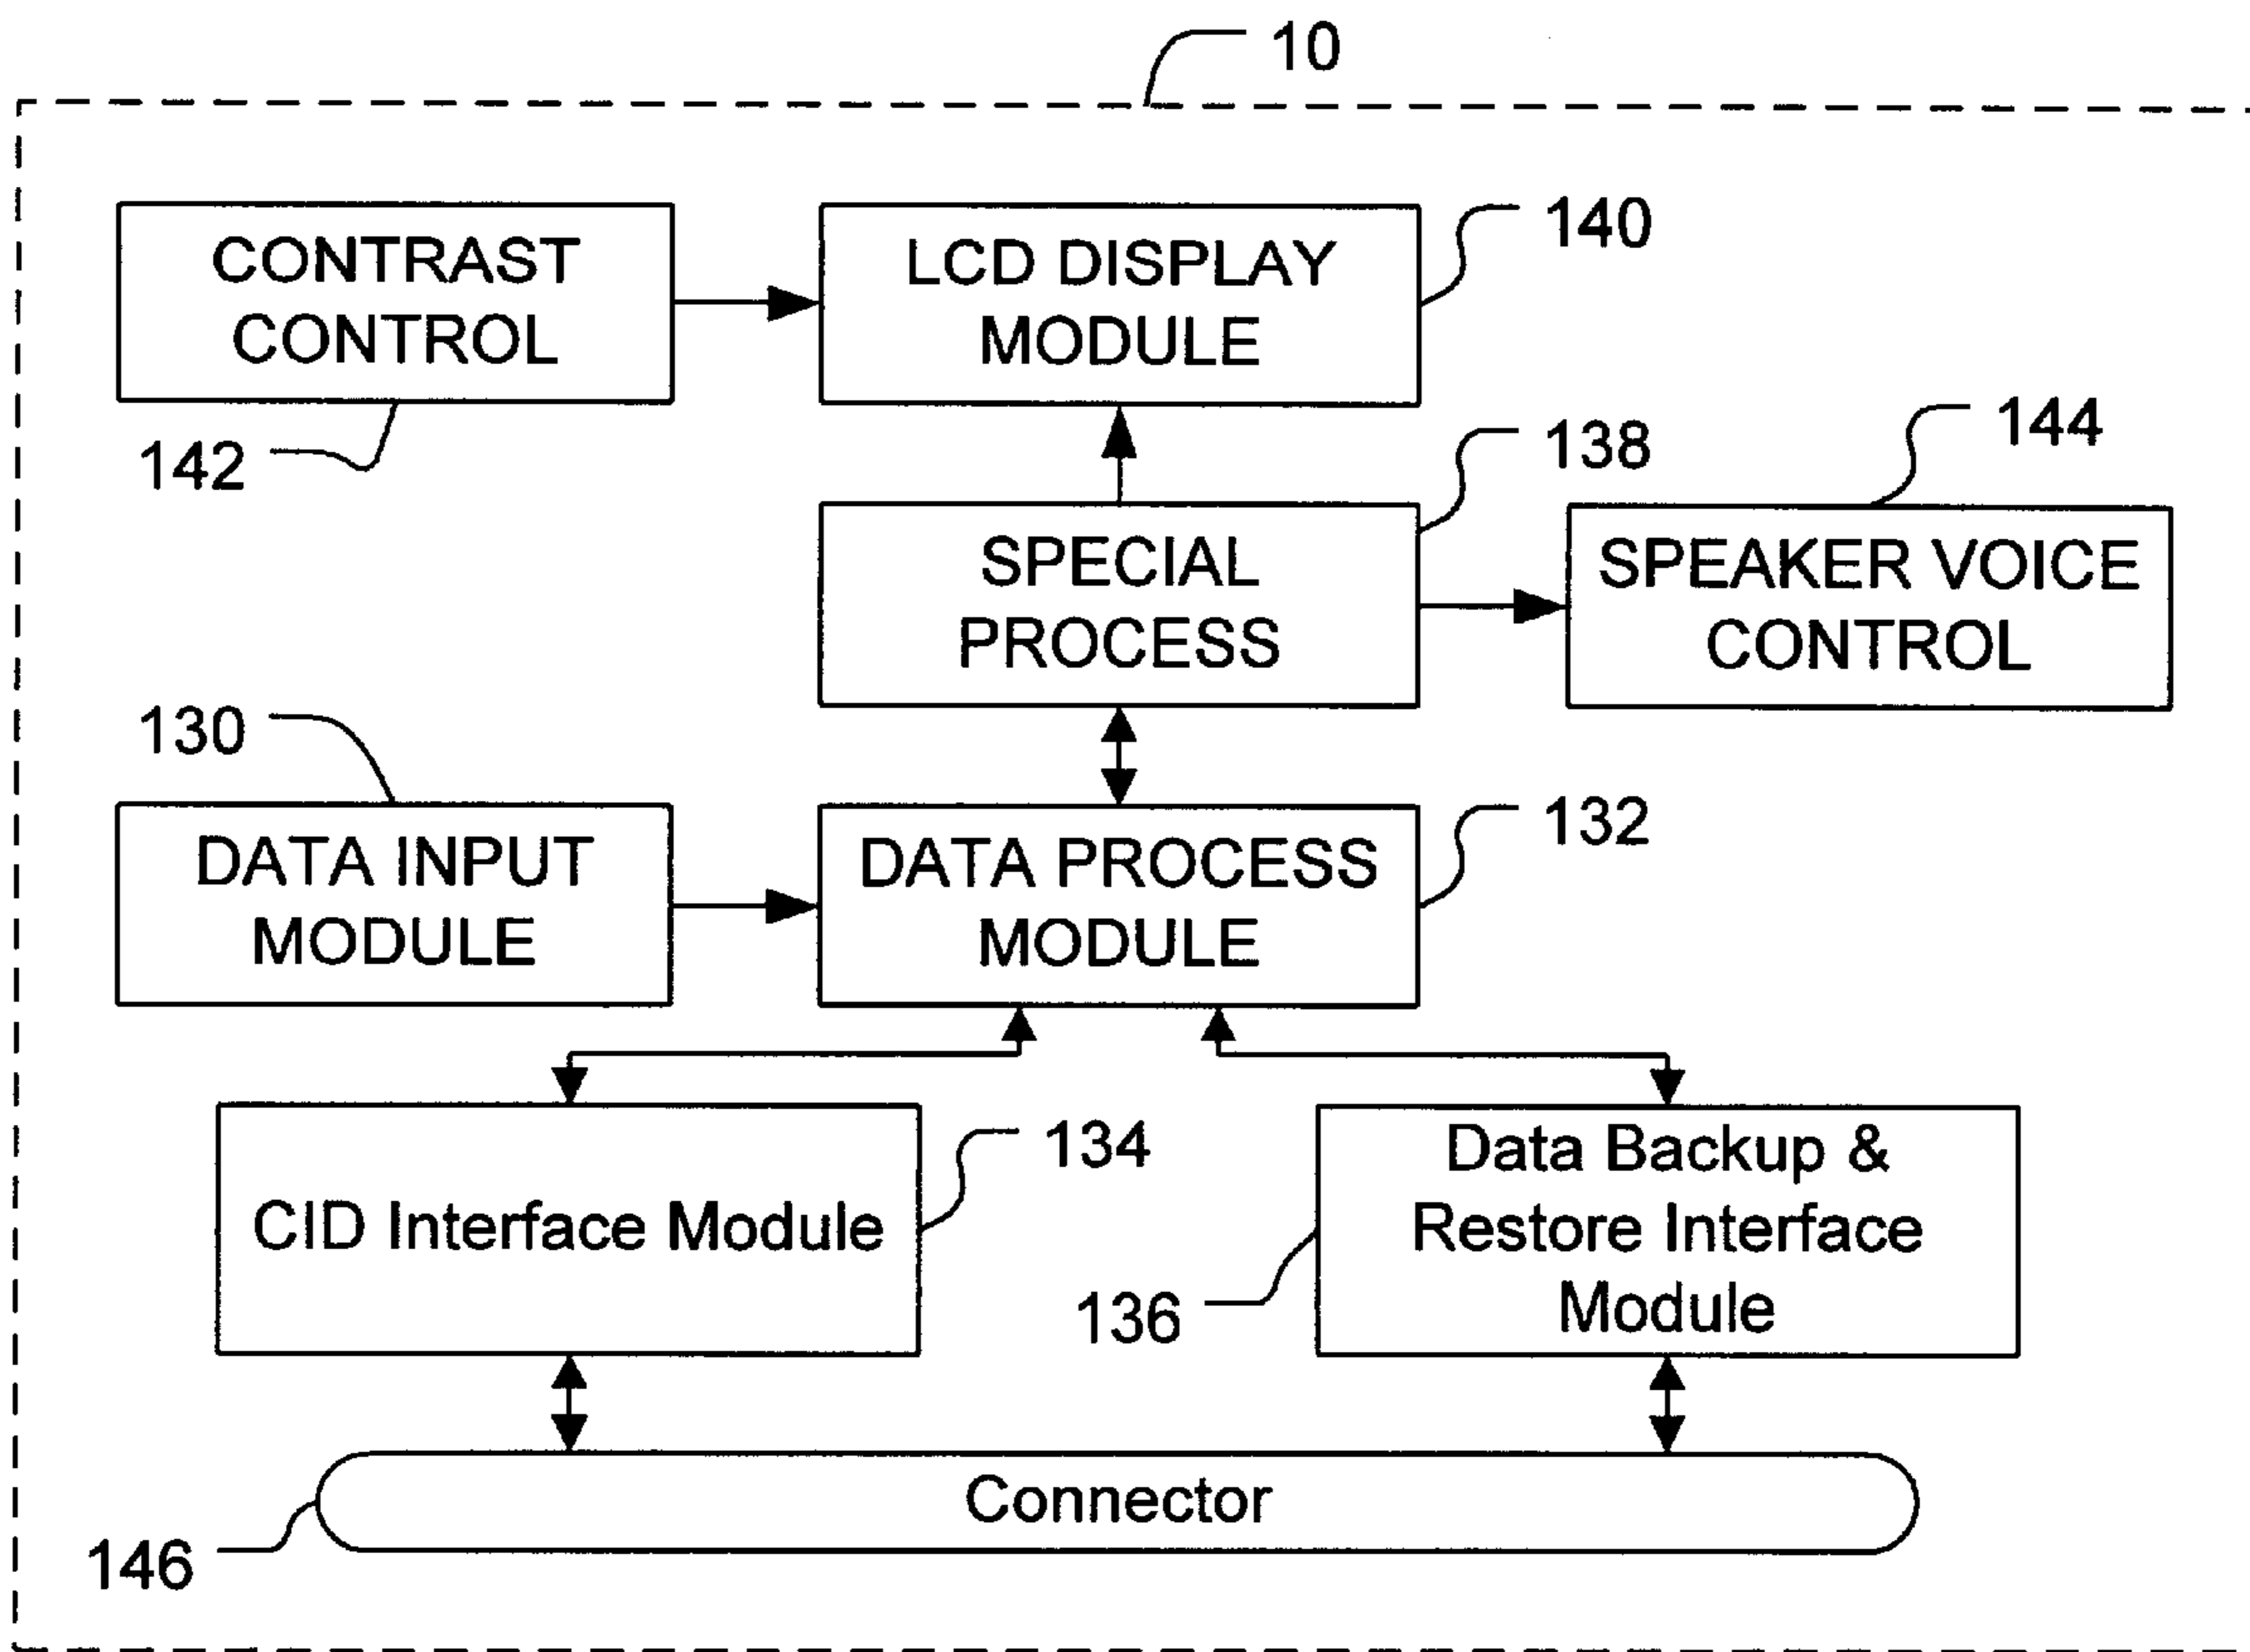 10
CONTRAST
CONTROL
142
LCD DISPLAY
MODULE
140
SPECIAL
PROCESS
138
SPEAKER VOICE
CONTROL
144
130
DATA INPUT
MODULE
DATA PROCESS
MODULE
132
CID Interface Module
134
Data Backup &
Restore Interface
Module
136
Connector
146